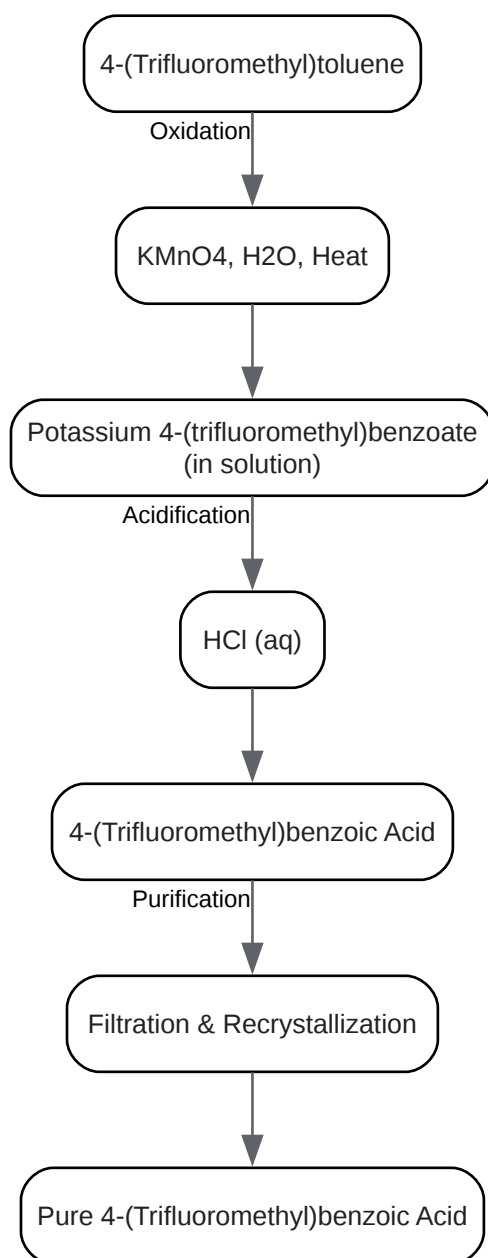 4-(Trifluoromethyl)toluene
Oxidation
KMnO4, H2O, Heat
Potassium 4-(trifluoromethyl)benzoate
(in solution)
Acidification
HCl (aq)
4-(Trifluoromethyl)benzoic Acid
Purification
Filtration & Recrystallization
Pure 4-(Trifluoromethyl)benzoic Acid